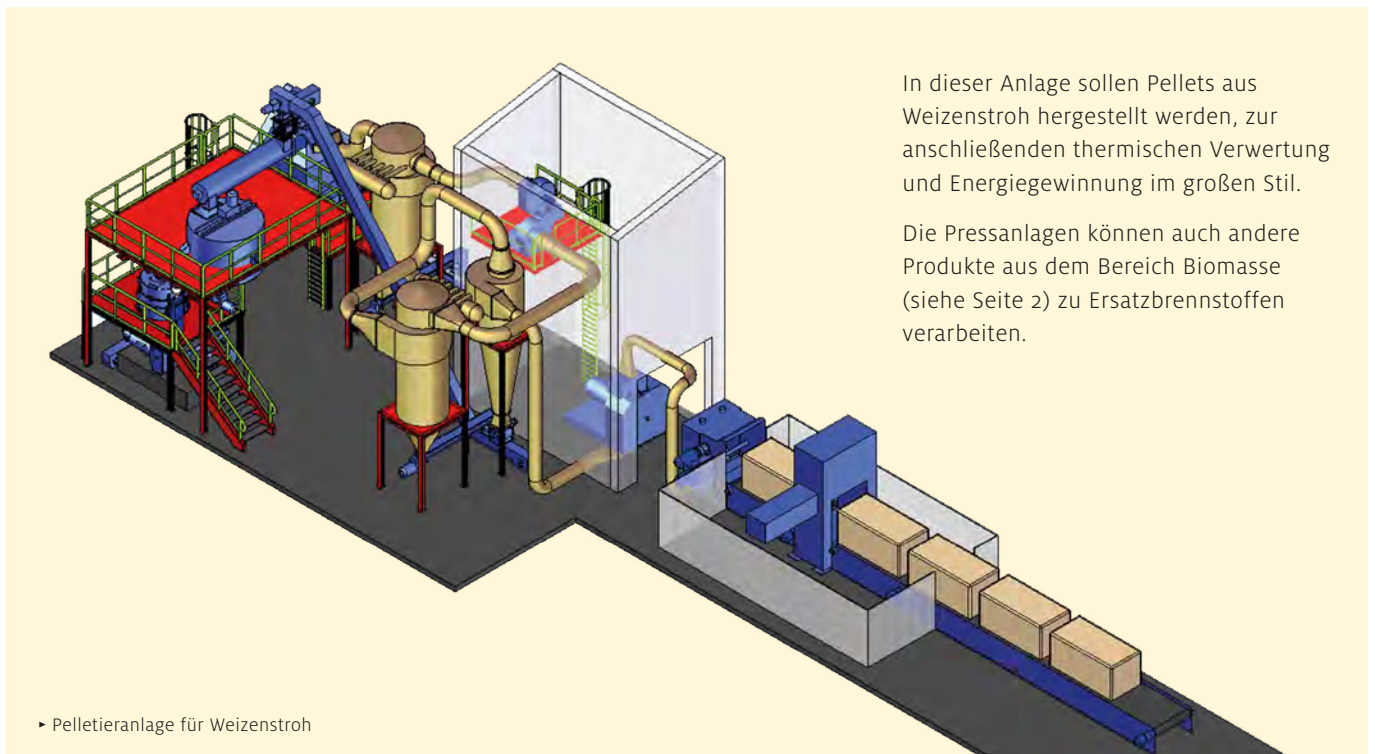 In dieser Anlage sollen Pellets aus
Weizenstroh hergestellt werden, zur
anschließenden thermischen Verwertung
und Energiegewinnung im großen Stil.
Die Pressanlagen können auch andere
Produkte aus dem Bereich Biomasse
(siehe Seite 2) zu Ersatzbrennstoffen
verarbeiten.
▸ Pelletieranlage für Weizenstroh